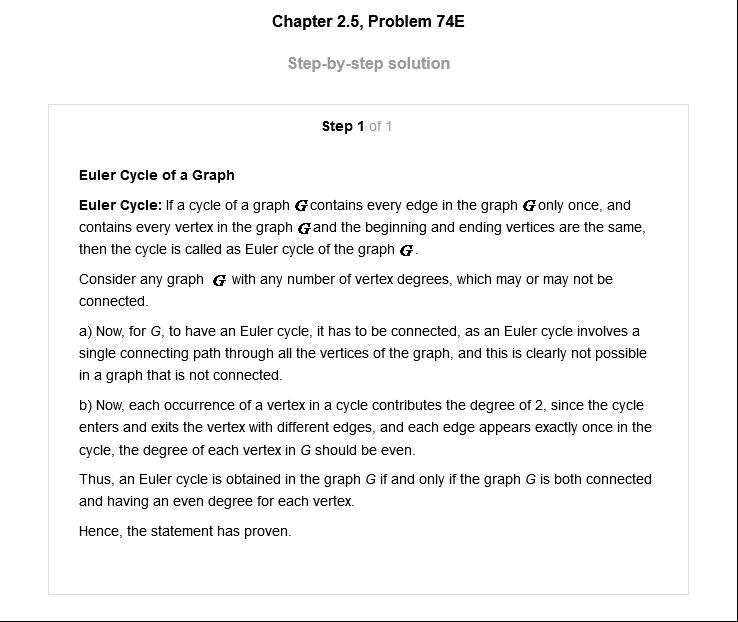 Chapter 2.5, Problem 74E
Step-by-step solution
Step 1 of 1
Euler Cycle of a Graph
Euler Cycle: If a cycle of a graph G contains every edge in the graph G only once, and
contains every vertex in the graph G and the beginning and ending vertices are the same,
then the cycle is called as Euler cycle of the graph G.
Consider any graph G with any number of vertex degrees, which may or may not be
connected.
a) Now, for G, to have an Euler cycle, it has to be connected, as an Euler cycle involves a
single connecting path through all the vertices of the graph, and this is clearly not possible
in a graph that is not connected.
b) Now, each occurrence of a vertex in a cycle contributes the degree of 2, since the cycle
enters and exits the vertex with different edges, and each edge appears exactly once in the
cycle, the degree of each vertex in G should be even.
Thus, an Euler cycle is obtained in the graph G if and only if the graph G is both connected
and having an even degree for each vertex.
Hence, the statement has proven.